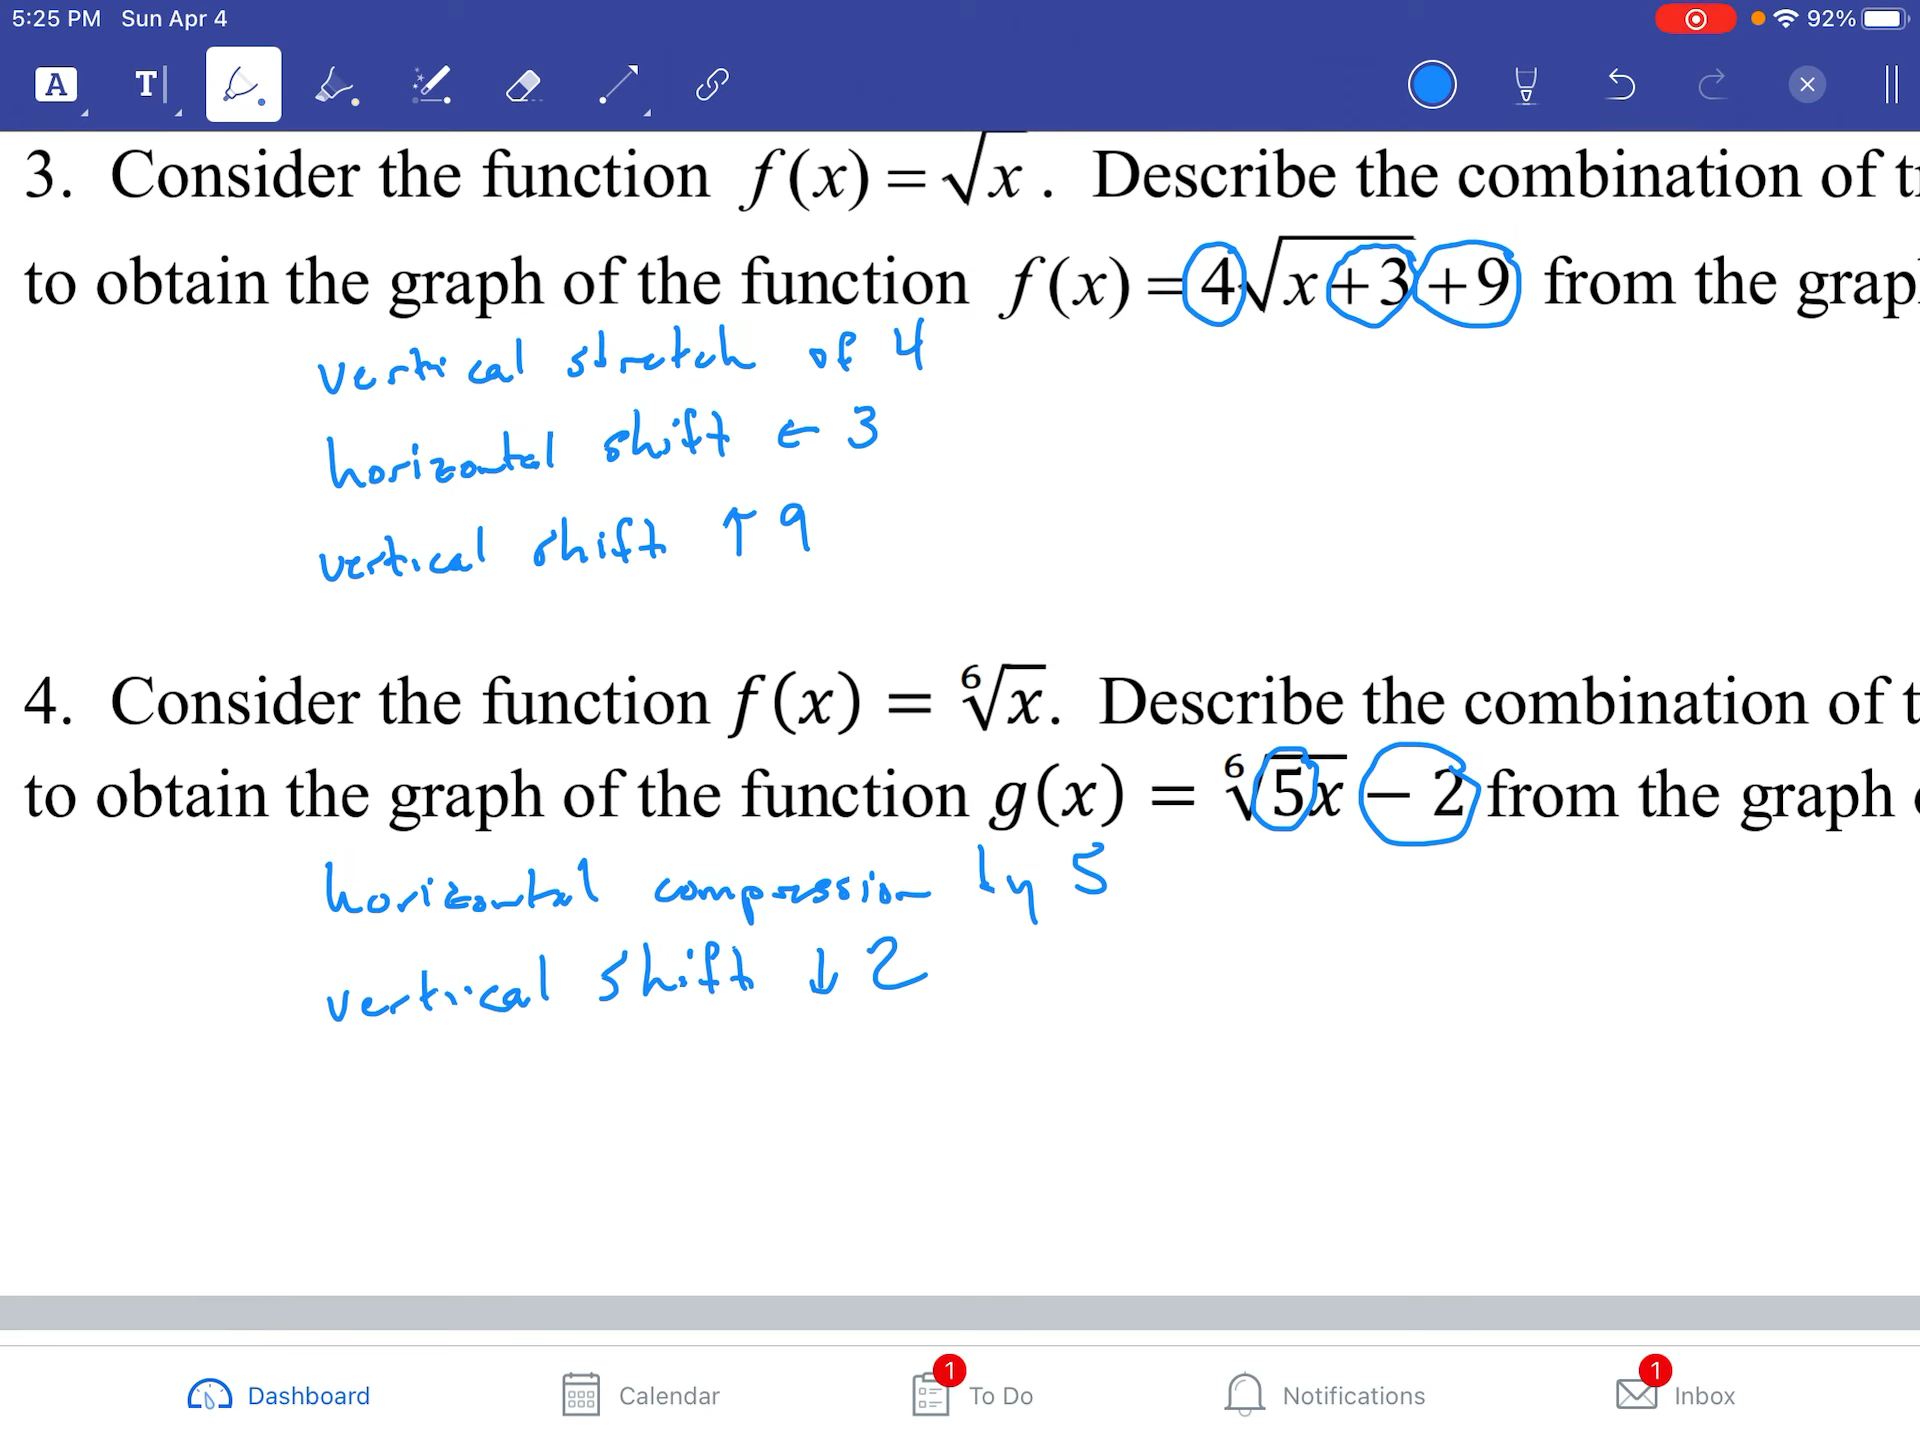 5:25 PM Sun Apr 4 92%
A T
3. Consider the function f(x) = √x. Describe the combination of
to obtain the graph of the function f(x) = 4√x+3 +9 from the grap
vertical stretch of 4
horizontal shift ← 3
vertical shift ↑ 9
4. Consider the function f(x) = ⁶√x. Describe the combination of t
to obtain the graph of the function g(x) = ⁶√5x − 2 from the graph
horizontal compression by 5
vertical shift ↓ 2
Dashboard Calendar 1 To Do Notifications 1 Inbox